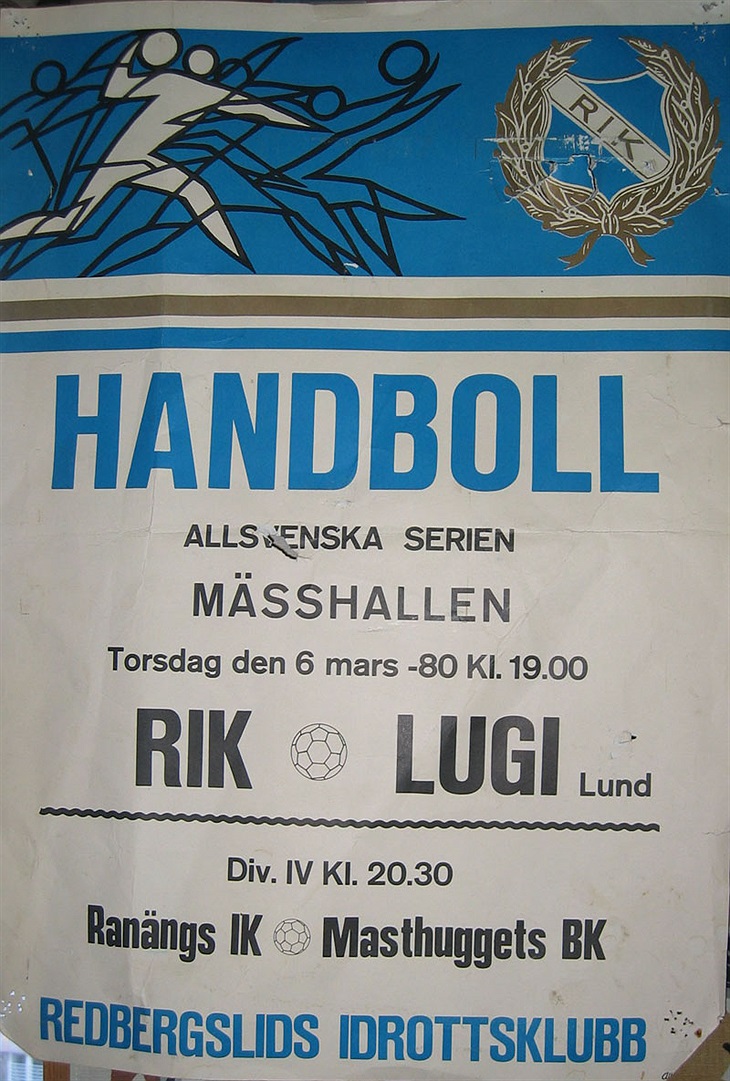 RIK
HANDBOLL
ALLSVENSKA SERIEN
MÄSSHALLEN
Torsdag den 6 mars -80 Kl. 19.00
RIK LUGI Lund
Div. IV Kl. 20.30
Ranängs IK Masthuggets BK
REDBERGSLIDS IDROTTSKLUBB